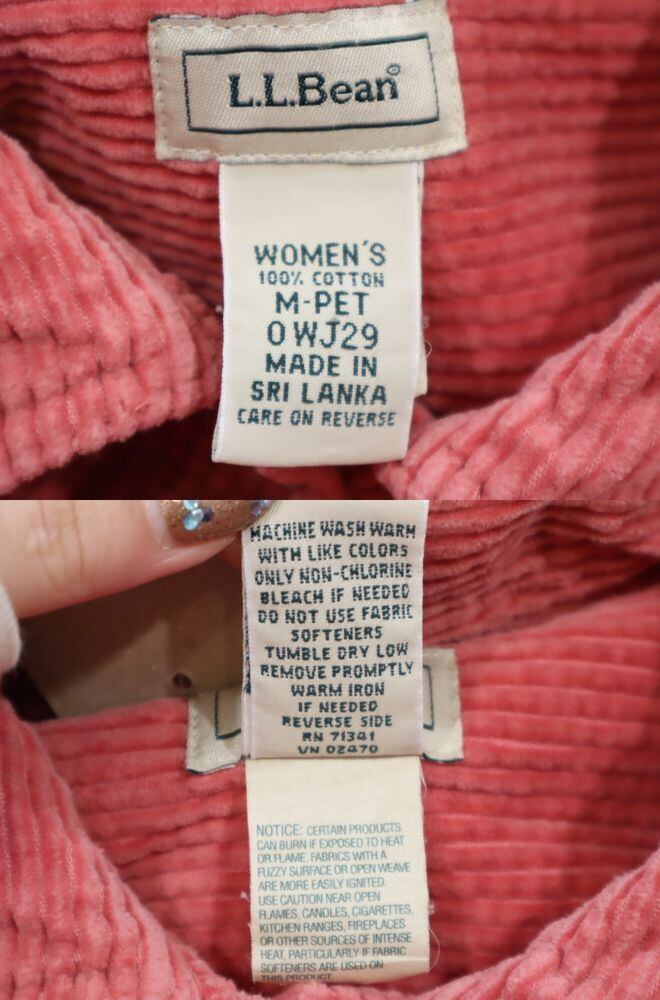 L.L.Bean®
WOMEN'S
100% COTTON
M-PET
0 WJ29
MADE IN
SRI LANKA
CARE ON REVERSE
MACHINE WASH WARM
WITH LIKE COLORS
ONLY NON-CHLORINE
BLEACH IF NEEDED
DO NOT USE FABRIC
SOFTENERS
TUMBLE DRY LOW
REMOVE PROMPTLY
WARM IRON
IF NEEDED
REVERSE SIDE
RN 71341
VN 02470
NOTICE: CERTAIN PRODUCTS
CAN BURN IF EXPOSED TO HEAT
OR FLAME. FABRICS WITH A
FUZZY SURFACE OR OPEN WEAVE
ARE MORE EASILY IGNITED.
USE CAUTION NEAR OPEN
FLAMES, CANDLES, CIGARETTES,
KITCHEN RANGES, FIREPLACES
OR OTHER SOURCES OF INTENSE
HEAT, PARTICULARLY IF FABRIC
SOFTENERS ARE USED ON
THIS PRODUCT.